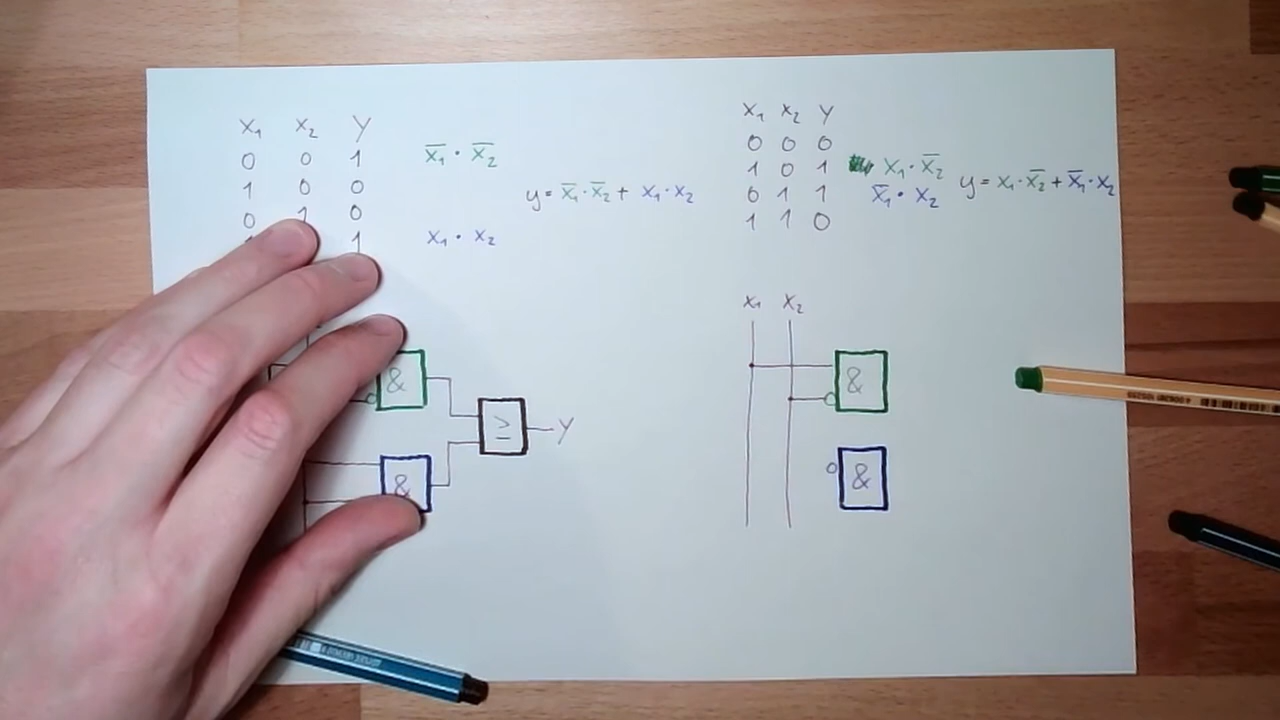 x₁ x₂ y
0 0 1
1 0 0
0 1 0
1
x̅₁ · x̅₂
x₁ · x₂
y = x̅₁ · x̅₂ + x₁ · x₂
&
&
≥
y
x₁ x₂ y
0 0 0
1 0 1
0 1 1
1 1 0
x₁ · x̅₂
x̅₁ · x₂
y = x₁ · x̅₂ + x̅₁ · x₂
x₁ x₂
&
&